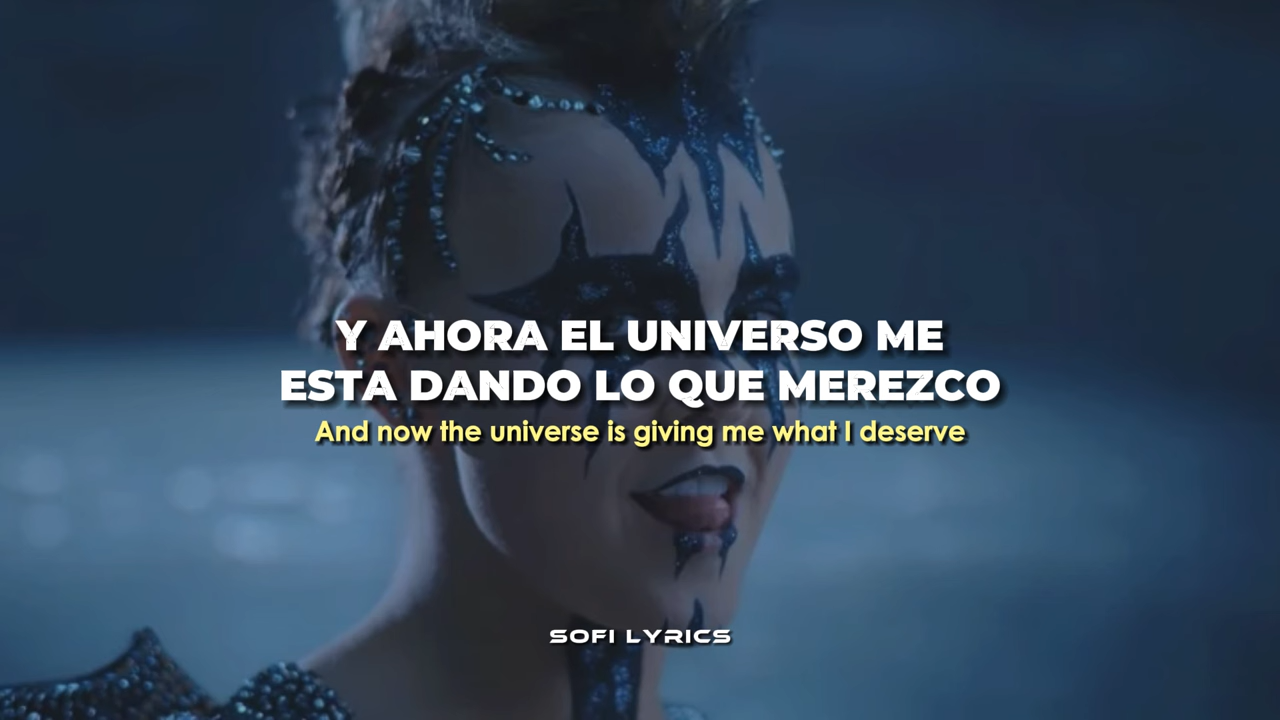 Y AHORA EL UNIVERSO ME
ESTA DANDO LO QUE MEREZCO
And now the universe is giving me what I deserve
SOFI LYRICS